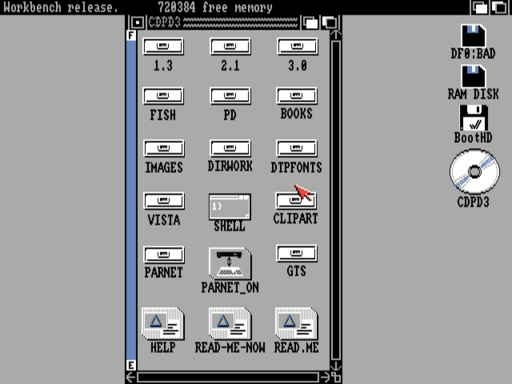 Workbench release. 720384 free memory
CDPD3
F
1.3 2.1 3.0
FISH PD BOOKS
IMAGES DIRWORK DTPFONTS
VISTA SHELL CLIPART
1>
PARNET PARNET_ON GTS
HELP READ-ME-NOW READ.ME
E
DF0:BAD
RAM DISK
BootHD
CDPD3